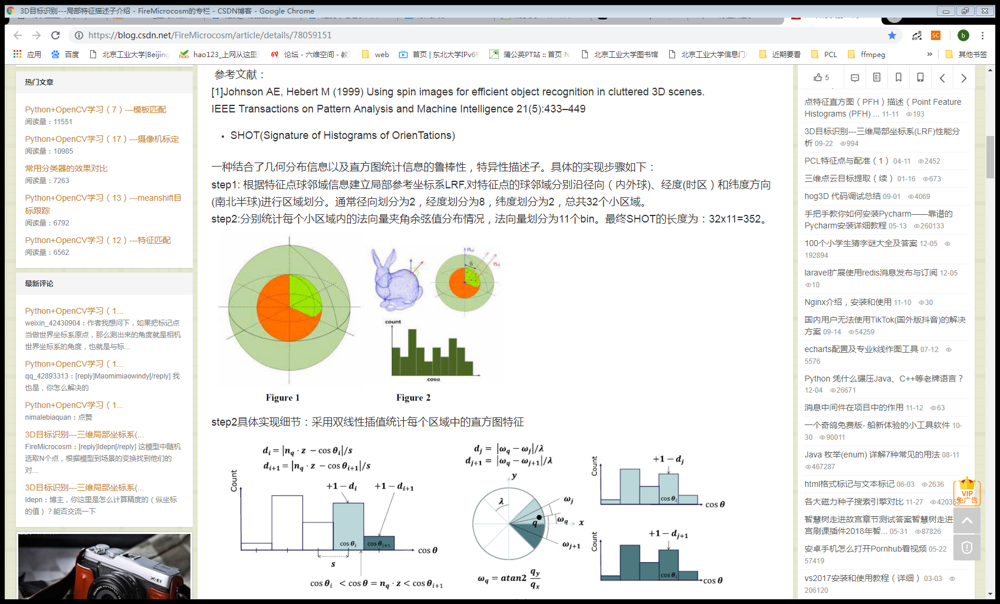 3D目标识别---局部特征描述子介绍 - FireMicrocosm的专栏 - CSDN博客 - Google Chrome
https://blog.csdn.net/FireMicrocosm/article/details/78059151
应用 百度 北京工业大学|Beijing hao123_上网从这里 论坛 - 六维空间 - 教 web 首页 | 东北大学IPv6 蒲公英PT站 :: 首页 N 北京工业大学图书馆 北京工业大学信息门 近期要看 PCL ffmpeg » 其他书签
热门文章
Python+OpenCV学习（7）---模板匹配
阅读量：11551
Python+OpenCV学习（17）---摄像机标定
阅读量：10985
常用分类器的效果对比
阅读量：7263
Python+OpenCV学习（13）---meanshift目
标跟踪
阅读量：6792
Python+OpenCV学习（12）---特征匹配
阅读量：6562
最新评论
Python+OpenCV学习（1...
weixin_42430904：作者我想问下，如果把标记点
当做世界坐标系原点，那么测出来的角度就是相机
世界坐标系的角度，也就是与标...
Python+OpenCV学习（1...
qq_42893313：[reply]Maomimiaowindy[/reply] 我
也是，你怎么解决的
Python+OpenCV学习（1...
nimalebiaquan：点赞
3D目标识别---三维局部坐标系(...
FireMicrocosm：[reply]ldepn[/reply] 这模型中随机
选取N个点，根据模型到场景的变换找到他们的
对...
3D目标识别---三维局部坐标系(...
ldepn：博主，你这里是怎么计算精度的（纵坐标
的值）？能否交流一下
X-E1
参考文献：
[1]Johnson AE, Hebert M (1999) Using spin images for efficient object recognition in cluttered 3D scenes.
IEEE Transactions on Pattern Analysis and Machine Intelligence 21(5):433–449
• SHOT(Signature of Histograms of OrienTations)
一种结合了几何分布信息以及直方图统计信息的鲁棒性，特异性描述子。具体的实现步骤如下：
step1: 根据特征点球邻域信息建立局部参考坐标系LRF,对特征点的球邻域分别沿径向（内外球)、经度(时区）和纬度方向
(南北半球)进行区域划分。通常径向划分为2，经度划分为8，纬度划分为2，总共32个小区域。
step2:分别统计每个小区域内的法向量夹角余弦值分布情况，法向量划分为11个bin。最终SHOT的长度为：32x11=352。
count
cosα
Figure 1
Figure 2
step2具体实现细节：采用双线性插值统计每个区域中的直方图特征
d_i = |n_q · z − cos θ_i|/s
d_{i+1} = |n_q · z − cos θ_{i+1}|/s
Count
+1 − d_i
+1 − d_{i+1}
cos θ_i
cos θ_{i+1}
cos θ
s
cos θ_i < cos θ = n_q · z < cos θ_{i+1}
d_j = |ω_q − ω_j|/λ
d_{j+1} = |ω_q − ω_{j+1}|/λ
y
λ
ω_j
q
ω_q
x
ω_{j+1}
ω_q = atan2 q_y/q_x
Count
+1 − d_j
cos θ_i
cos θ
Count
+1 − d_{j+1}
cos θ_i
cos θ
5
点特征直方图（PFH）描述（Point Feature
Histograms (PFH) ... 11-11 193
3D目标识别---三维局部坐标系(LRF)性能分
析 09-22 994
PCL特征点与配准（1） 04-11 2452
三维点云目标提取（续） 01-16 673
hog3D 代码调试总结 09-01 4069
手把手教你如何安装Pycharm——靠谱的
Pycharm安装详细教程 05-13 260133
100个小学生猜字谜大全及答案 12-05
192894
laravel扩展使用redis消息发布与订阅 12-05
10
Nginx介绍，安装和使用 11-10 30
国内用户无法使用TikTok(国外版抖音)的解决
方案 09-14 54259
echarts配置及专业k线作图工具 07-12
5576
Python 凭什么碾压Java、C++等老牌语言？
12-04 26671
消息中间件在项目中的作用 11-12 63
一个奇鸽免费版- 船新体验的小工具软件 10-
30 90011
Java 枚举(enum) 详解7种常见的用法 08-11
467287
html格式标记与文本标记 06-03 2636
各大磁力种子搜索引擎对比 11-27
智慧树走进故宫章节测试答案智慧树走进
宫刷课插件2018年智... 05-31 87826
安卓手机怎么打开Pornhub看视频 05-22
57419
vs2017安装和使用教程（详细） 03-03
206120
VIP
免广告